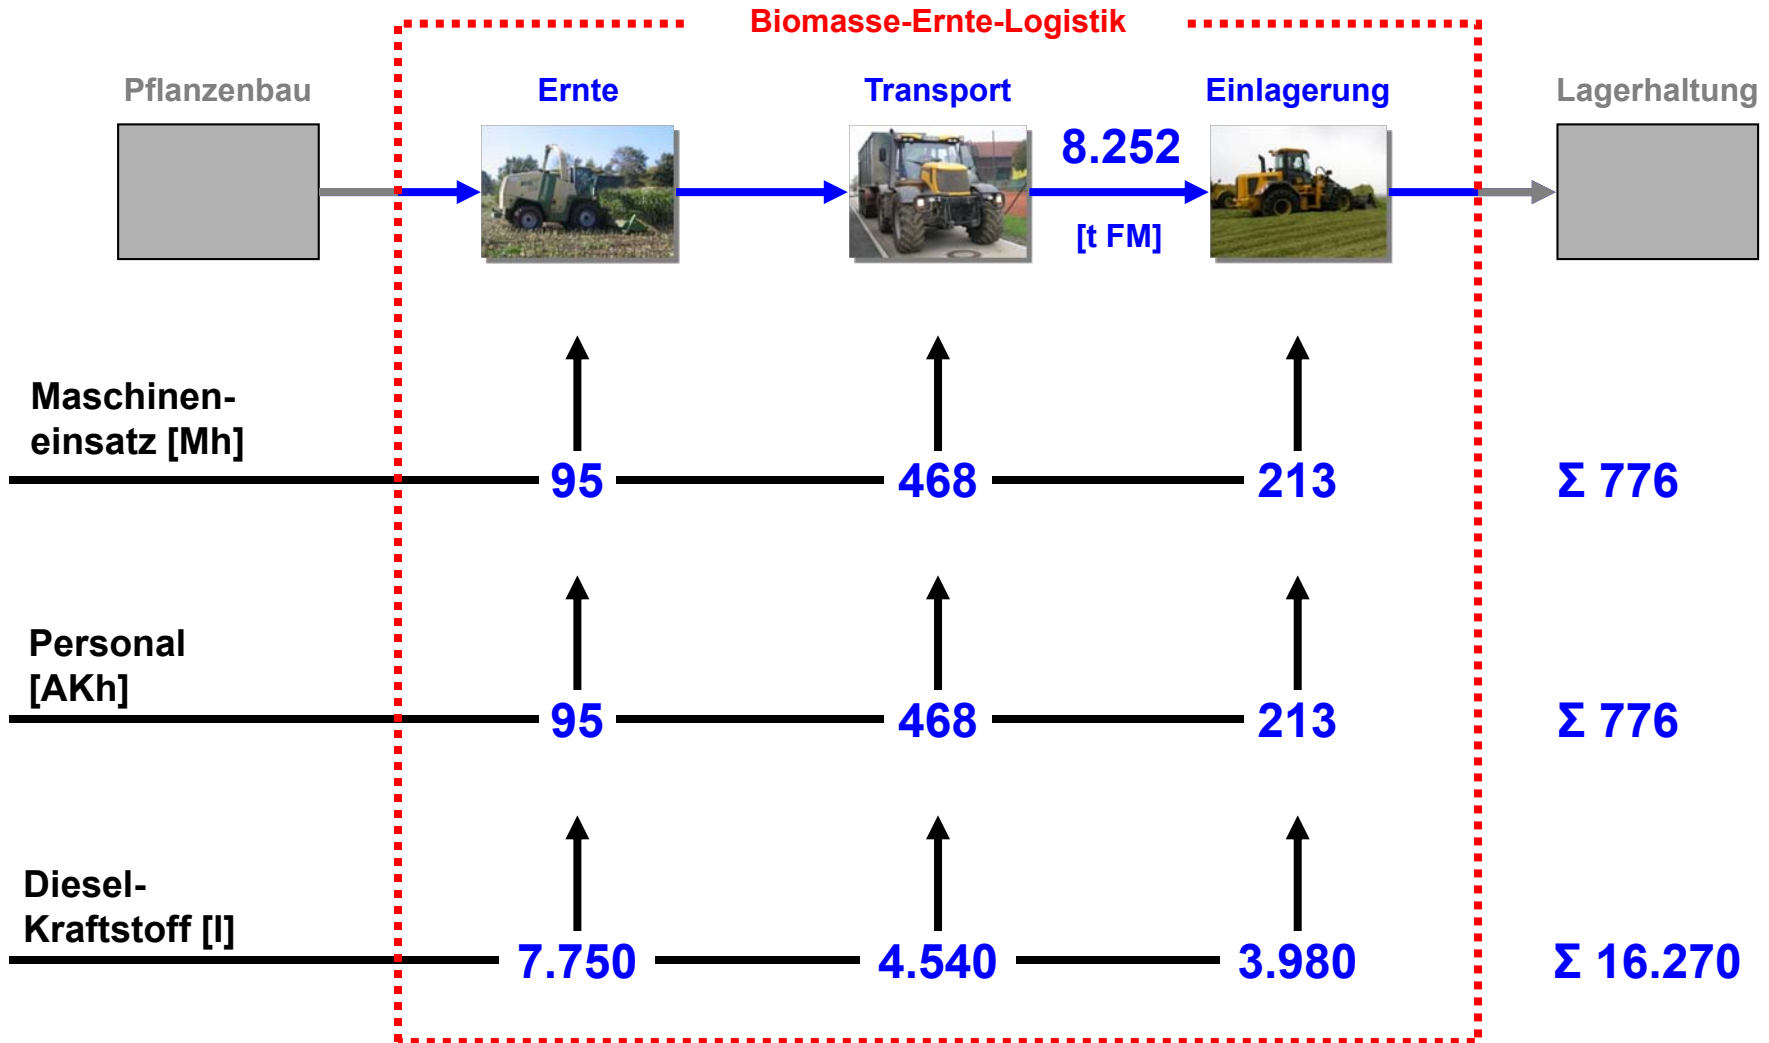 Biomasse-Ernte-Logistik
Pflanzenbau
Ernte
Transport
Einlagerung
Lagerhaltung
8.252
[t FM]
Maschinen-
einsatz [Mh]
95
468
213
Σ 776
Personal
[AKh]
95
468
213
Σ 776
Diesel-
Kraftstoff [l]
7.750
4.540
3.980
Σ 16.270